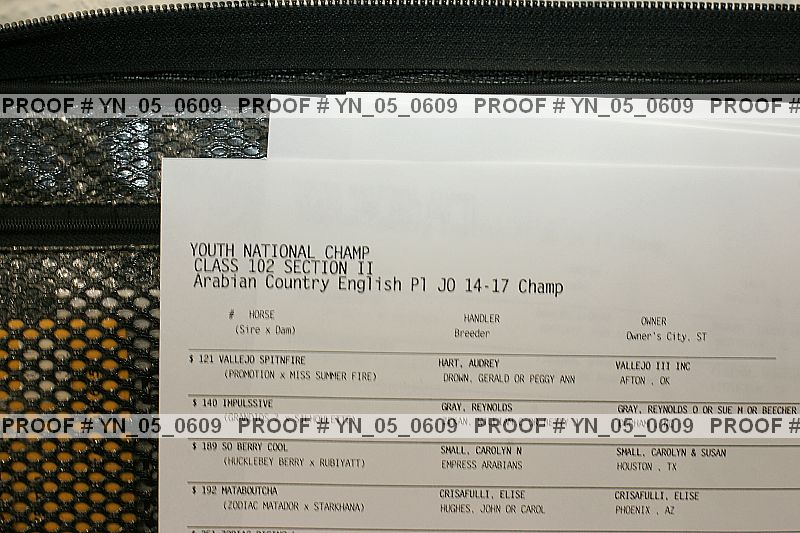 PROOF # YN_05_0609 PROOF # YN_05_0609 PROOF # YN_05_0609 PROOF # YN_05_0609 PROOF
YOUTH NATIONAL CHAMP
CLASS 102 SECTION II
Arabian Country English Pl JO 14-17 Champ
# HORSE HANDLER OWNER
(Sire x Dam) Breeder Owner's City, ST
$ 121 VALLEJO SPITNFIRE HART, AUDREY VALLEJO III INC
(PROMOTION x MISS SUMMER FIRE) DROWN, GERALD OR PEGGY ANN AFTON , OK
$ 140 IMPULSSIVE GRAY, REYNOLDS GRAY, REYNOLDS O OR SUE M OR BEECHER
PROOF # YN_05_0609 PROOF # YN_05_0609 PROOF # YN_05_0609 PROOF # YN_05_0609 PROOF
$ 189 SO BERRY COOL SMALL, CAROLYN N SMALL, CAROLYN & SUSAN
(HUCKLEBEY BERRY x RUBIYATT) EMPRESS ARABIANS HOUSTON , TX
$ 192 MATABOUTCHA CRISAFULLI, ELISE CRISAFULLI, ELISE
(ZODIAC MATADOR x STARKHANA) HUGHES, JOHN OR CAROL PHOENIX , AZ